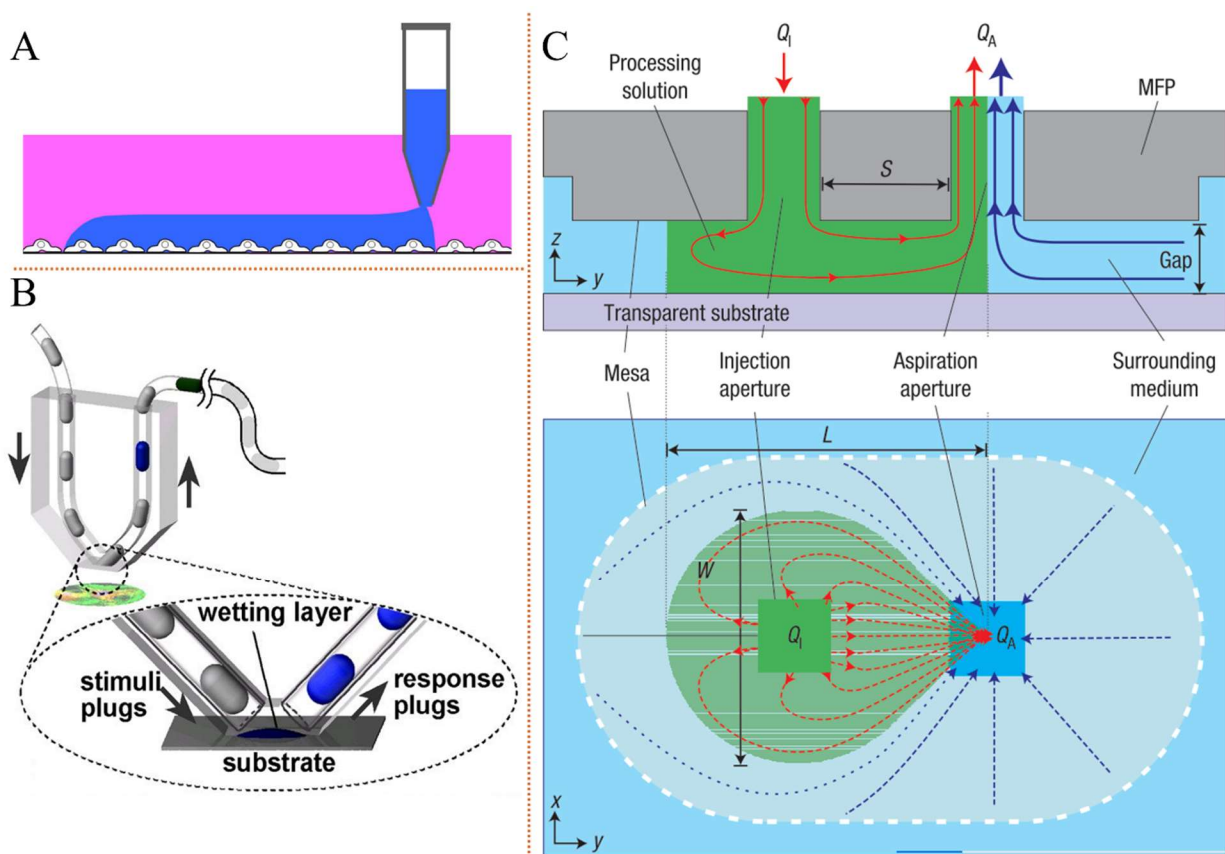 A
B
wetting layer
stimuli
plugs
response
plugs
substrate
C
Q_I
Q_A
Processing
solution
MFP
S
z
y
Gap
Transparent substrate
Mesa
Injection
aperture
Aspiration
aperture
Surrounding
medium
L
W
Q_I
Q_A
x
y